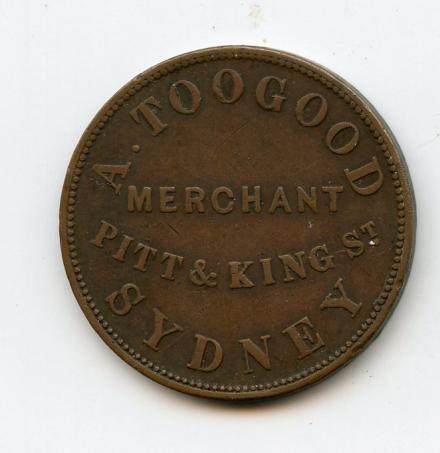 A. TOOGOOD
MERCHANT
PITT & KING ST
SYDNEY